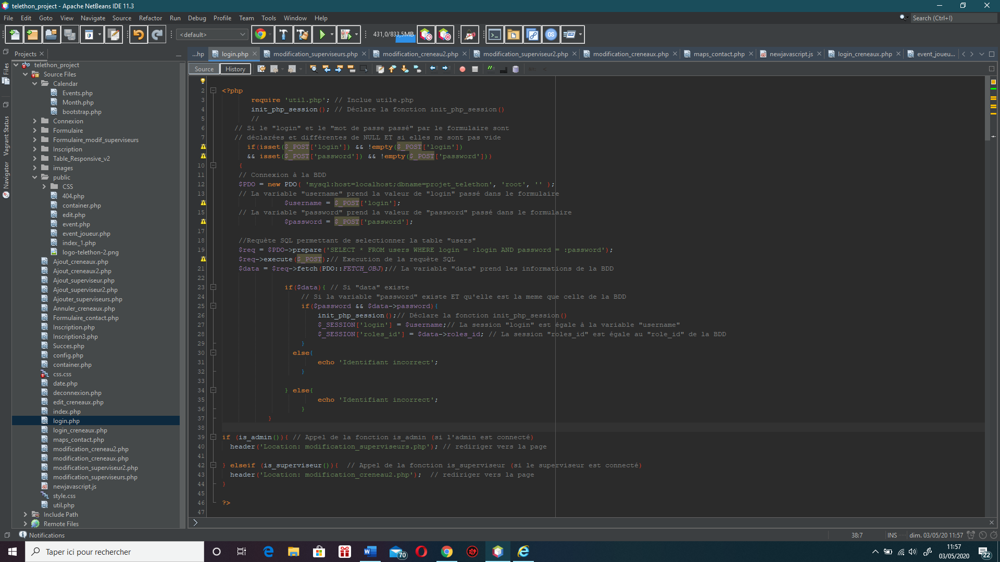 telethon_project - Apache NetBeans IDE 11.3
File Edit Goto View Navigate Source Refactor Run Debug Profile Team Tools Window Help
Search (Ctrl+I)
<default>
431,0/833,5MB
Projects
...hp login.php modification_superviseurs.php modification_creneau2.php modification_superviseur2.php modification_creneaux.php maps_contact.php newjavascript.js login_creneaux.php event_joueu...
Source History
Files
Vagrant Status
Navigator
telethon_project
Source Files
Calendar
Events.php
Month.php
bootstrap.php
Connexion
Formulaire
Formulaire_modif_superviseurs
Inscription
Table_Responsive_v2
images
public
CSS
404.php
container.php
edit.php
event.php
event_joueur.php
index_1.php
logo-telethon-2.png
Ajout_creneaux.php
Ajout_creneaux2.php
Ajout_superviseur.php
Ajout_superviseur2.php
Ajouter_superviseurs.php
Annuler_creneaux.php
Formulaire_contact.php
Inscription.php
Inscription3.php
Succes.php
config.php
container.php
css.css
date.php
deconnexion.php
edit_creneaux.php
index.php
login.php
login_creneaux.php
maps_contact.php
modification_creneau2.php
modification_creneaux.php
modification_superviseur2.php
modification_superviseurs.php
newjavascript.js
style.css
util.php
Include Path
Remote Files
2 <?php
3 require 'util.php'; // Inclue utile.php
4 init_php_session(); // Déclare la fonction init_php_session()
5 //
6 // Si le "login" et le "mot de passe passé" par le formulaire sont
7 // déclarées et différentes de NULL ET si elles ne sont pas vide
if(isset($_POST['login']) && !empty($_POST['login'])
&& isset($_POST['password']) && !empty($_POST['password']))
10 {
11 // Connexion à la BDD
12 $PDO = new PDO( 'mysql:host=localhost;dbname=projet_telethon', 'root', '' );
13 // La variable "username" prend la valeur de "login" passé dans le formulaire
$username = $_POST['login'];
15 // La variable "password" prend la valeur de "password" passé dans le formulaire
$password = $_POST['password'];
17
18 //Requète SQL permettant de selectionner la table "users"
19 $req = $PDO->prepare('SELECT * FROM users WHERE login = :login AND password = :password');
$req->execute($_POST);// Execution de la requête SQL
21 $data = $req->fetch(PDO::FETCH_OBJ);// La variable "data" prend les informations de la BDD
22
23 if($data){ // Si "data" existe
24 // Si la variable "password" existe ET qu'elle est la meme que celle de la BDD
25 if($password && $data->password){
26 init_php_session();// Déclare la fonction init_php_session()
27 $_SESSION['login'] = $username;// La session "login" est égale à la variable "username"
28 $_SESSION['roles_id'] = $data->roles_id; // La session "roles_id" est égale au "role_id" de la BDD
29 }
30 else{
31 echo 'Identifiant incorrect';
32 }
33
34 } else{
35 echo 'Identifiant incorrect';
36 }
37 }
38
39 if (is_admin()){ // Appel de la fonction is_admin (si l'admin est connecté)
40 header('Location: modification_superviseurs.php'); // rediriger vers la page
41
42 } elseif (is_superviseur()){ // Appel de la fonction is_superviseur (si le superviseur est connecté)
43 header('Location: modification_creneau2.php'); // rediriger vers la page
44 }
45
46 ?>
47
Notifications
38:7 INS dim. 03/05/20 11:57
Taper ici pour rechercher
70
11:57
03/05/2020
22